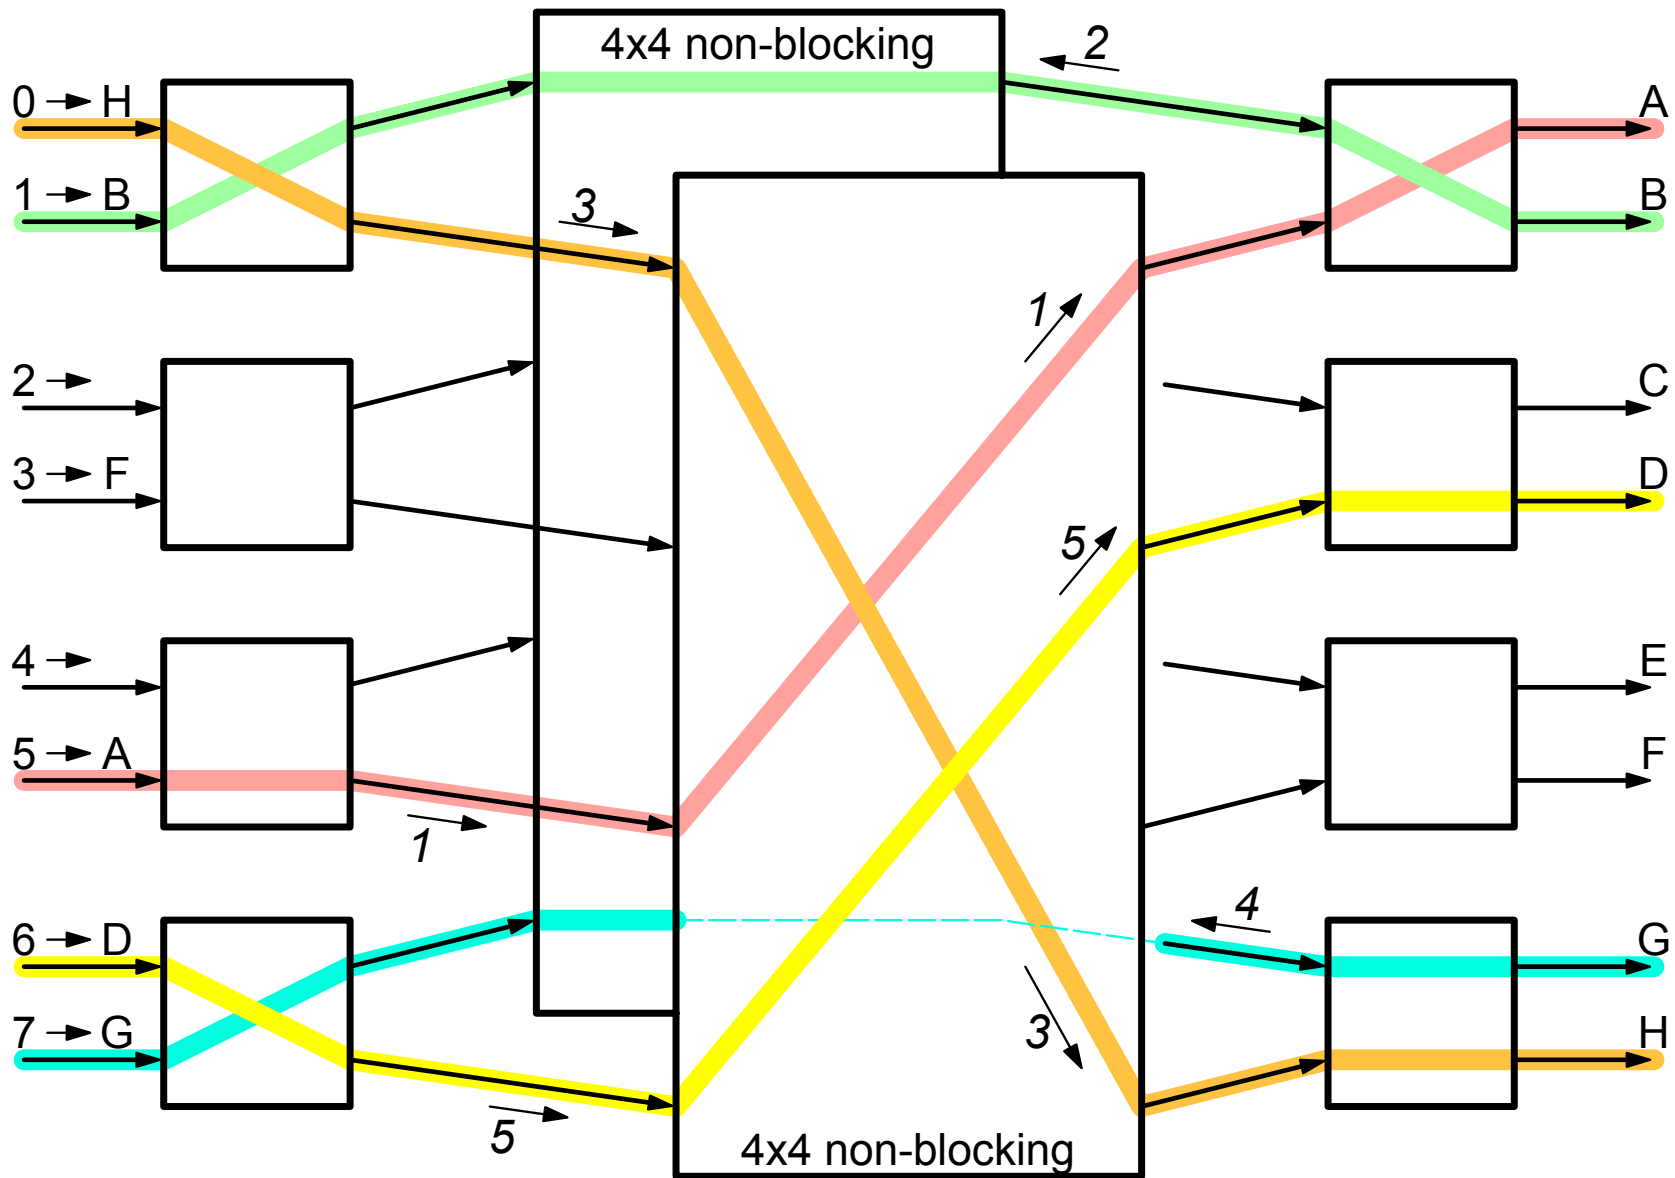 4x4 non-blocking
2
0 → H
A
1 → B
B
3
1
2 →
C
3 → F
D
5
4 →
E
5 → A
F
1
4
6 → D
G
7 → G
3
H
5
4x4 non-blocking